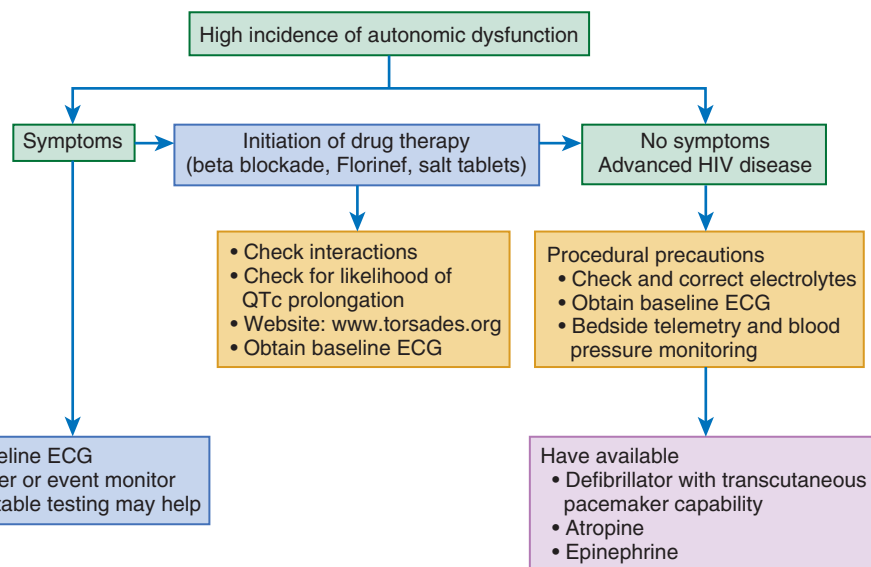 High incidence of autonomic dysfunction
Symptoms
Initiation of drug therapy
(beta blockade, Florinef, salt tablets)
No symptoms
Advanced HIV disease
• Check interactions
• Check for likelihood of
QTc prolongation
• Website: www.torsades.org
• Obtain baseline ECG
Procedural precautions
• Check and correct electrolytes
• Obtain baseline ECG
• Bedside telemetry and blood
pressure monitoring
ECG
or event monitor
testing may help
Have available
• Defibrillator with transcutaneous
pacemaker capability
• Atropine
• Epinephrine